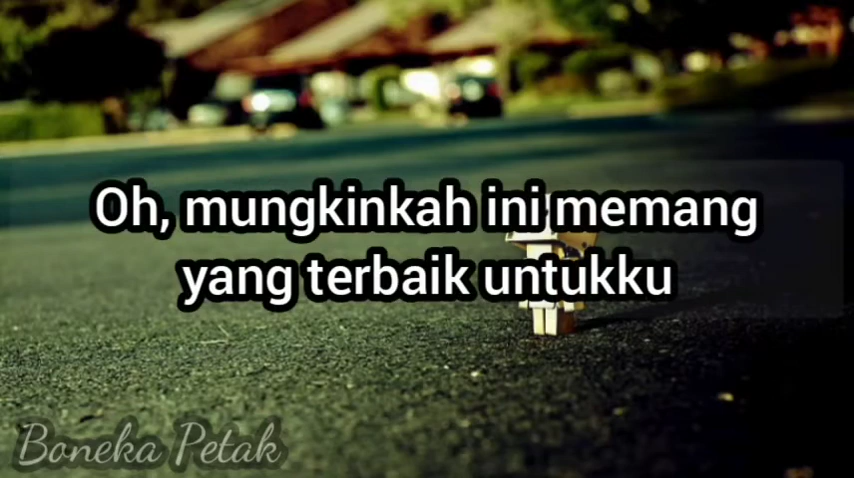 Oh, mungkinkah ini memang
yang terbaik untukku
Boneka Petak